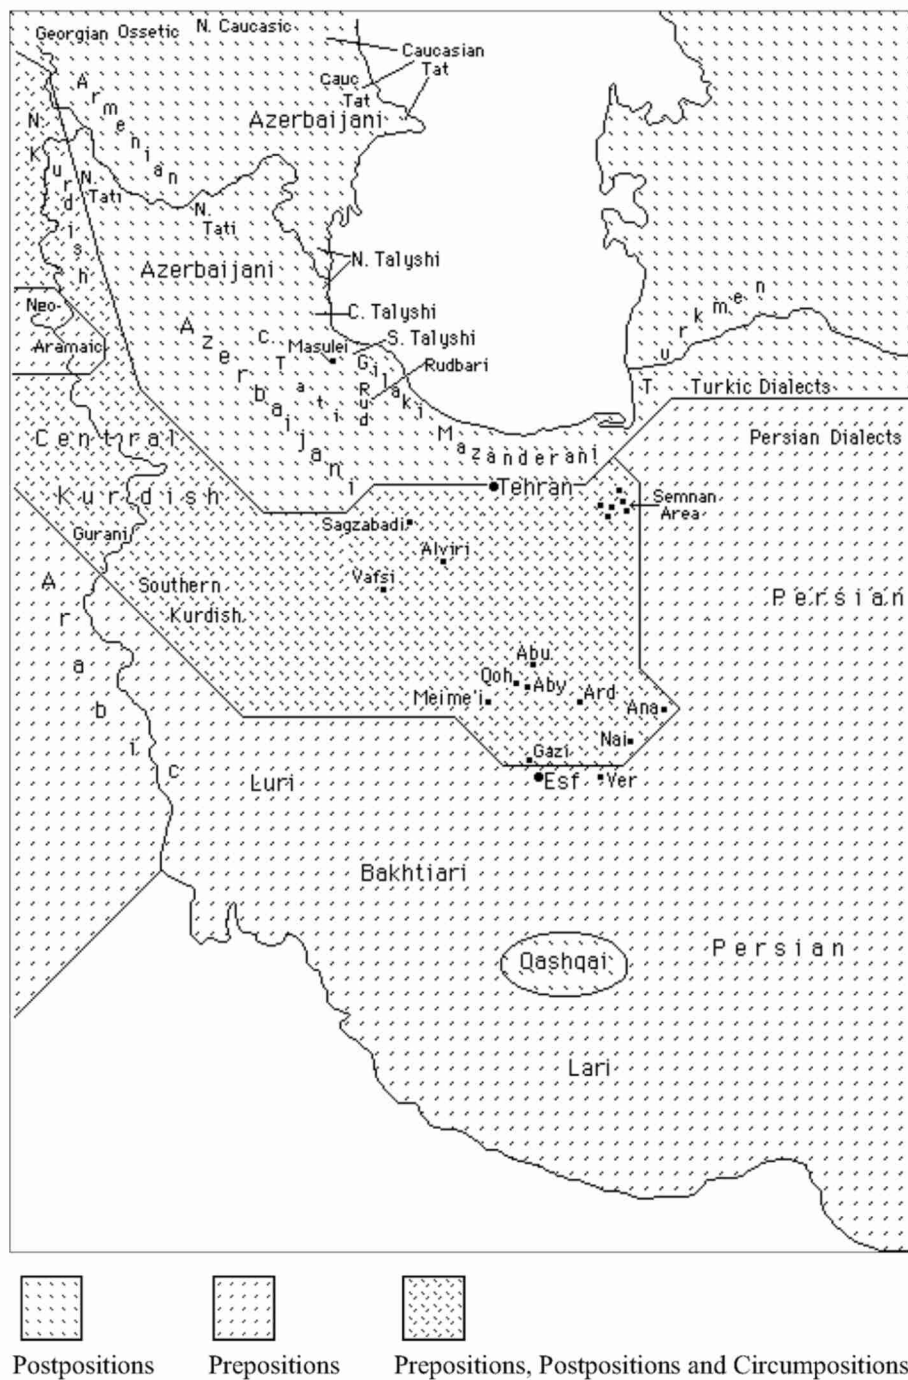 Georgian Ossetic N. Caucasic
Caucasian
Tat
Cauc
Tat
Armenian
Azerbaijani
N.
Kurdish
N.
Tati
N.
Tati
Azerbaijani
N. Talyshi
C. Talyshi
Neo-
Aramaic
Azerbaijani
C.
Tati
Masulei
S. Talyshi
Gilaki
Rudbari
Rud
Turkmen
Turkic Dialects
Persian Dialects
Mazanderani
Central
Kurdish
Tehran
Semnan
Area
Sagzabadi
Gurani
Alviri
Vafsi
Southern
Kurdish
Arabic
Persian
Abu
Qoh
Aby
Meime'i
Ard
Ana
Nai
Gazi
Esf
Ver
Luri
Bakhtiari
Qashqai
Persian
Lari
Postpositions Prepositions Prepositions, Postpositions and Circumpositions